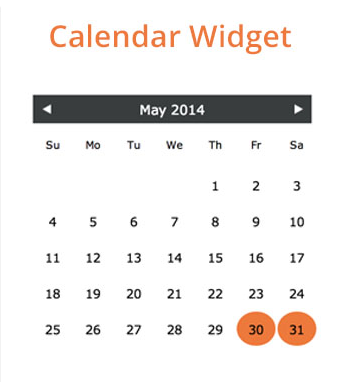 Calendar Widget
May 2014
Su Mo Tu We Th Fr Sa
1 2 3
4 5 6 7 8 9 10
11 12 13 14 15 16 17
18 19 20 21 22 23 24
25 26 27 28 29 30 31